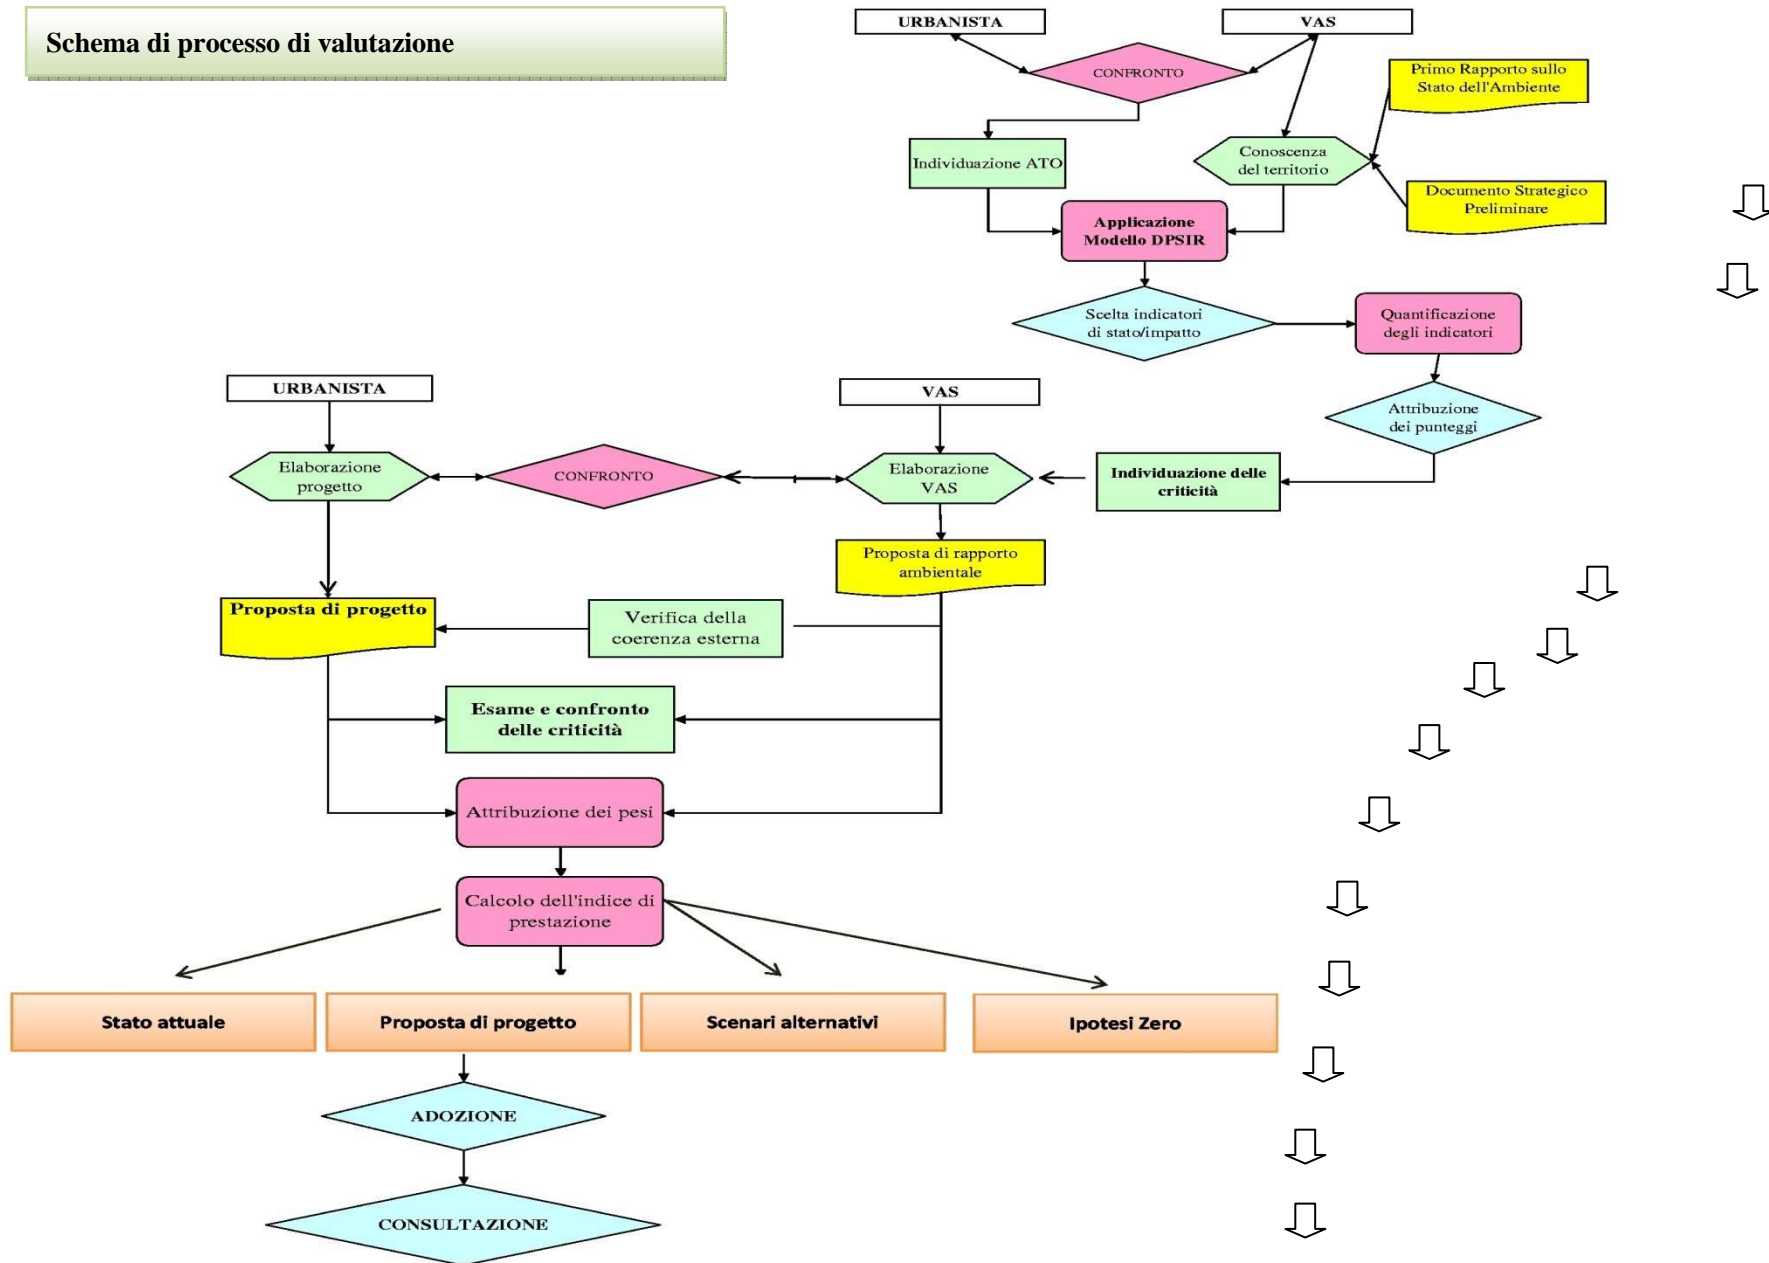 Schema di processo di valutazione
URBANISTA
VAS
CONFRONTO
Primo Rapporto sullo
Stato dell'Ambiente
Individuazione ATO
Conoscenza
del territorio
Documento Strategico
Preliminare
Applicazione
Modello DPSIR
Scelta indicatori
di stato/impatto
Quantificazione
degli indicatori
Attribuzione
dei punteggi
URBANISTA
VAS
Elaborazione
progetto
CONFRONTO
Elaborazione
VAS
Individuazione delle
criticità
Proposta di rapporto
ambientale
Proposta di progetto
Verifica della
coerenza esterna
Esame e confronto
delle criticità
Attribuzione dei pesi
Calcolo dell'indice di
prestazione
Stato attuale
Proposta di progetto
Scenari alternativi
Ipotesi Zero
ADOZIONE
CONSULTAZIONE